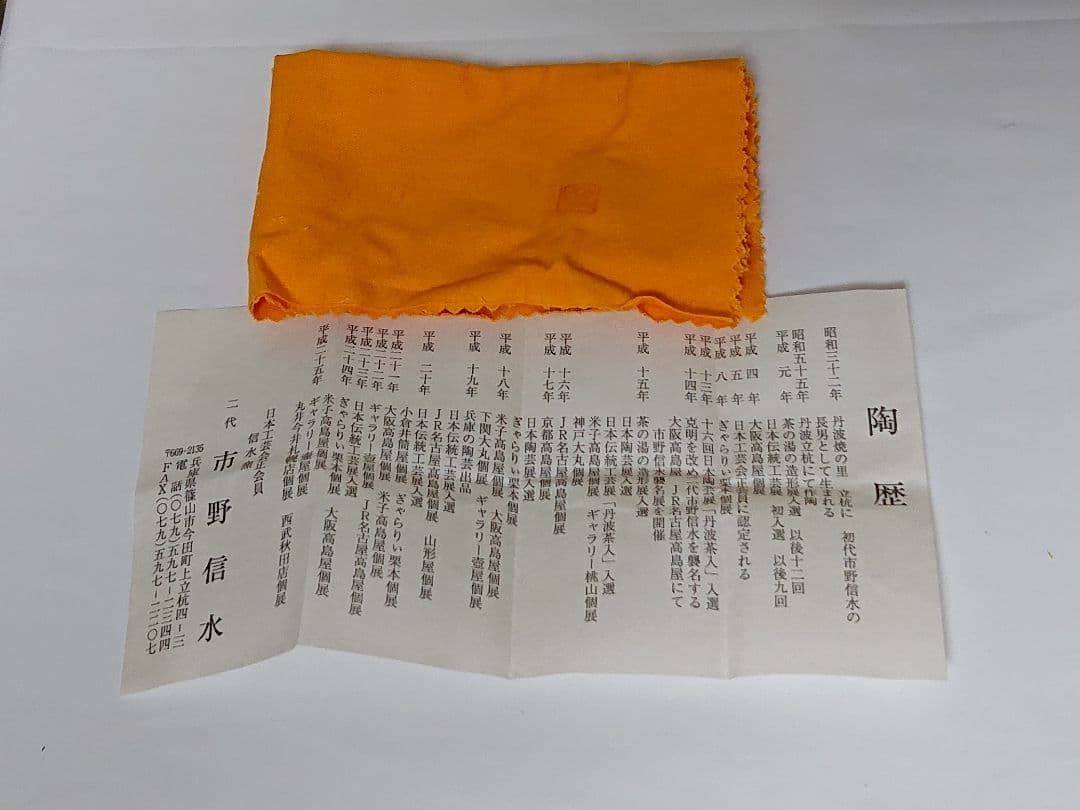 陶歴
昭和三十二年 丹波焼の里 立杭に 初代市野信水の
長男として生まれる
昭和五十五年 丹波立杭にて作陶
平成 元 年 茶の湯の造形展入選 以後十二回
日本伝統工芸展 初入選 以後九回
平成 四 年 大阪高島屋個展
平成 五 年 日本工芸会正会員に認定される
平成 八 年 ぎゃらりぃ栗本個展
平成 十三年 十六回日本陶芸展「丹波茶入」入選
平成 十四年 克明を改め二代市野信水を襲名する
大阪高島屋 JR名古屋高島屋にて
市野信水襲名展を開催
平成 十五年 茶の湯の造形展入選
日本陶芸展入選
日本伝統工芸展「丹波茶入」入選
米子高島屋個展 ギャラリー桃山個展
神戸大丸個展
平成 十六年 JR名古屋高島屋個展
平成 十七年 京都高島屋個展
日本陶芸展入選
ぎゃらりぃ栗本個展
平成 十八年 米子高島屋個展 大阪高島屋個展
下関大丸個展 ギャラリー壺屋個展
平成 十九年 兵庫の陶芸出品
日本伝統工芸展入選
JR名古屋高島屋個展
平成 二十年 日本伝統工芸展入選 山形屋個展
小倉井筒屋個展 ぎゃらりぃ栗本個展
平成二十一年 大阪高島屋個展 米子高島屋個展
平成二十二年 ギャラリー壺屋個展 JR名古屋高島屋個展
平成二十三年 日本伝統工芸展入選
平成二十四年 ぎゃらりぃ栗本個展 大阪高島屋個展
米子高島屋個展
平成二十五年 ギャラリー壺屋個展
丸井今井札幌店個展 西武秋田店個展
日本工芸会正会員
信水窯
二代 市野信水
〒669-2135 兵庫県篠山市今田町上立杭四-三
電話(〇七九)五九七-二三四四
FAX(〇七九)五九七-二二〇七